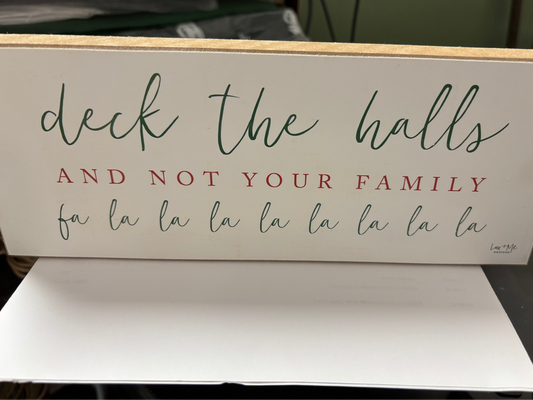 deck the halls
AND NOT YOUR FAMILY
fa la la la la la la la la